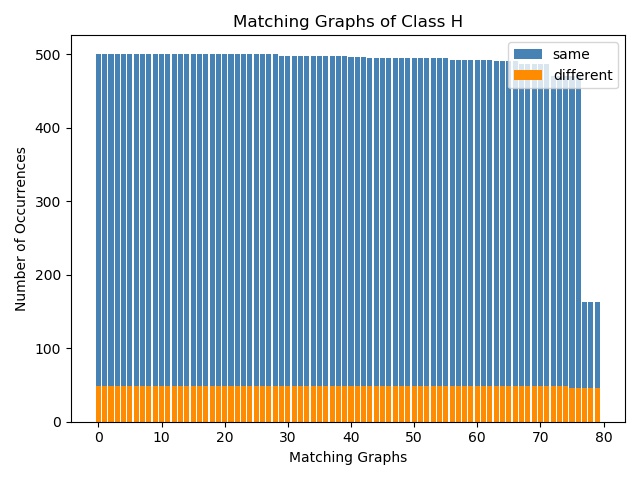 Matching Graphs of Class H
same
different
Number of Occurrences
500
400
300
200
100
0
0 10 20 30 40 50 60 70 80
Matching Graphs